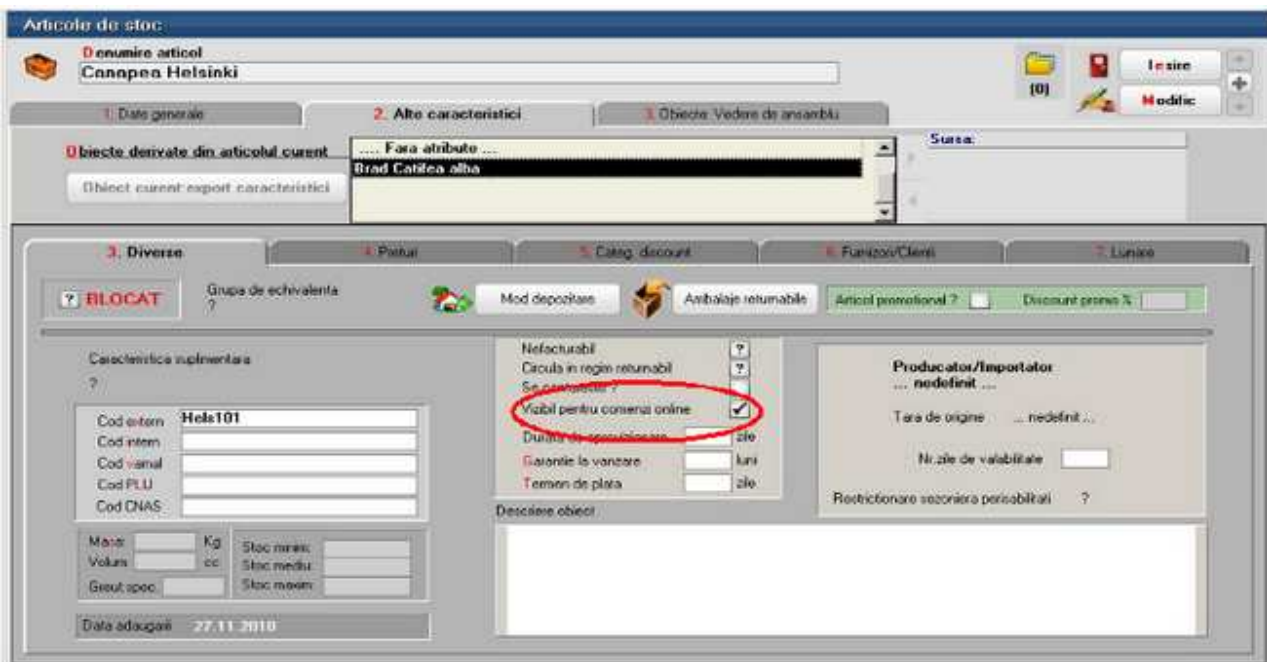 Articole de stoc
Denumire articol
Canapea Helsinki
(0)
Iesire
Modific
1. Date generale
2. Alte caracteristici
3. Obiecte: Vedere de ansamblu
Obiecte derivate din articolul curent
.... Fara atribute ...
Brad Catifea alba
Obiect curent export caracteristici
Sursa:
3. Diverse
4. Preturi
5. Categ. discount
6. Furnizori/Clienti
7. Lunare
? BLOCAT
Grupa de echivalenta
?
Mod depozitare
Ambalaje returnabile
Articol promotional ?
Discount promo %
Caracteristica suplimentara
?
Cod extern Hels101
Cod intern
Cod vamal
Cod PLU
Cod CNAS
Masa: Kg
Volum: cc
Greut.spec.
Stoc minim:
Stoc mediu:
Stoc maxim:
Data adaugarii 27.11.2010
Nefacturabil ?
Circula in regim returnabil ?
Se ?
Vizibil pentru comenzi online
Durata de aprovizionare zile
Garantie la vanzare luni
Termen de plata zile
Descriere obiect
Producator/Importator
... nedefinit ...
Tara de origine ... nedefinit ...
Nr.zile de valabilitate
Restrictionare sezoniera perisabilitati ?